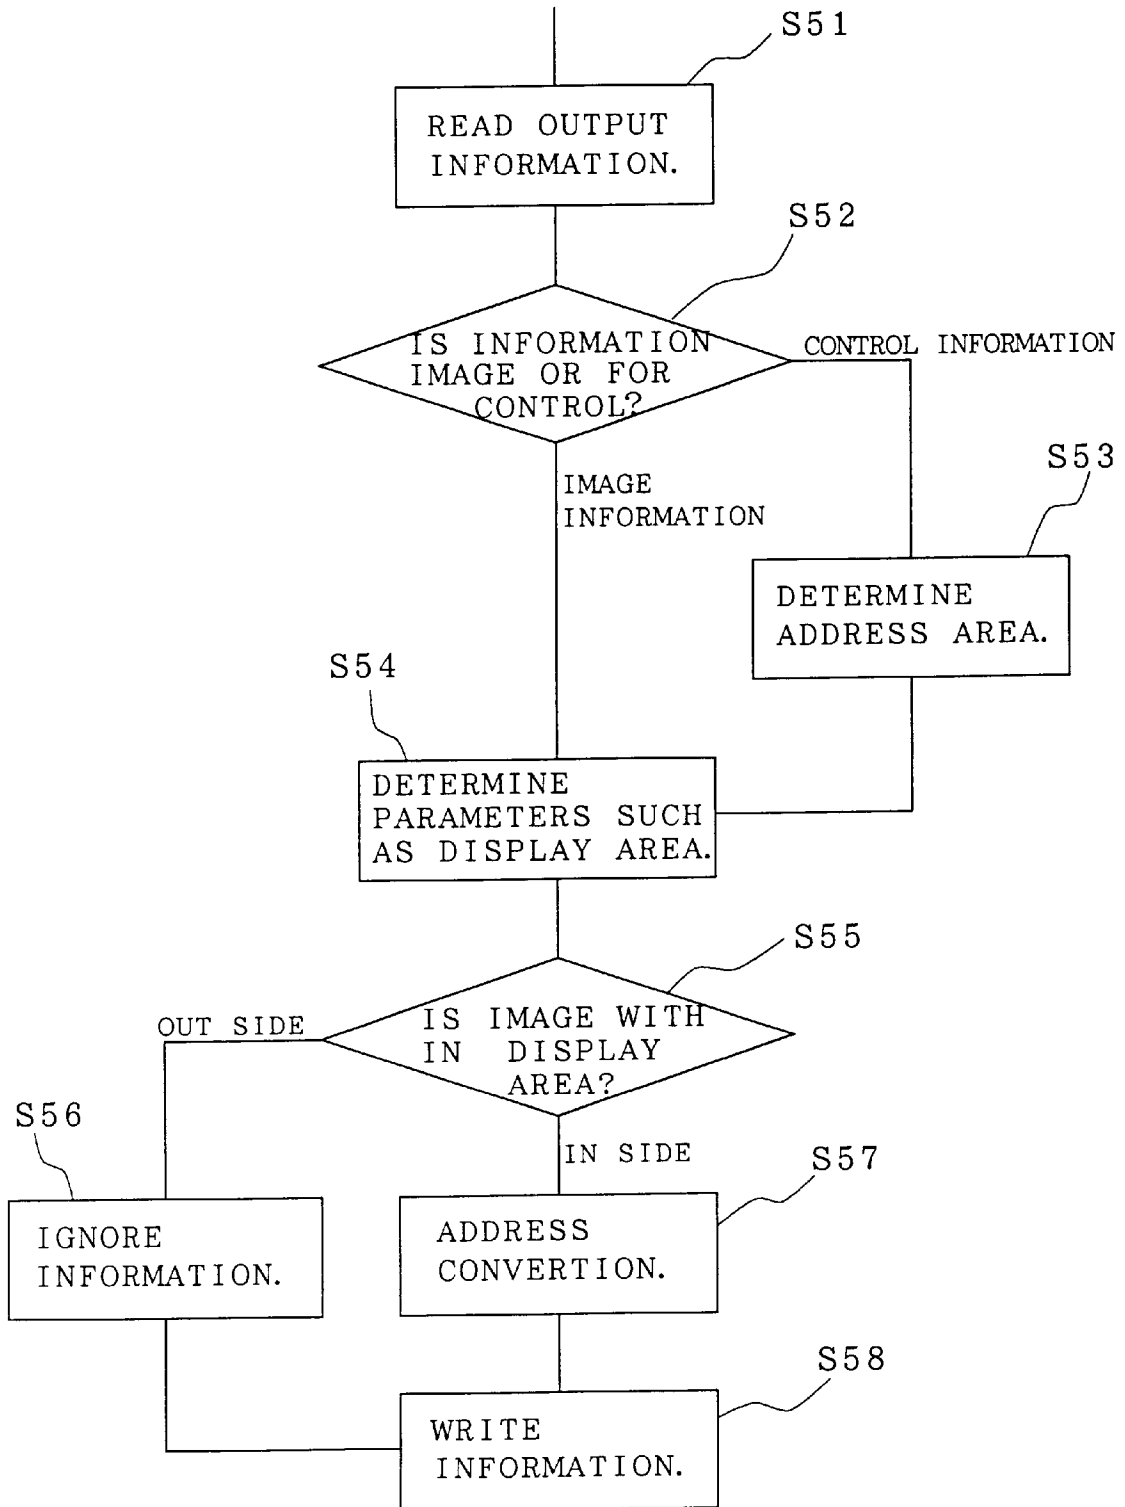 S51
READ OUTPUT
INFORMATION.
S52
IS INFORMATION
IMAGE OR FOR
CONTROL?
CONTROL INFORMATION
IMAGE
INFORMATION
S53
DETERMINE
ADDRESS AREA.
S54
DETERMINE
PARAMETERS SUCH
AS DISPLAY AREA.
S55
IS IMAGE WITH
IN DISPLAY
AREA?
OUT SIDE
IN SIDE
S56
IGNORE
INFORMATION.
S57
ADDRESS
CONVERTION.
S58
WRITE
INFORMATION.